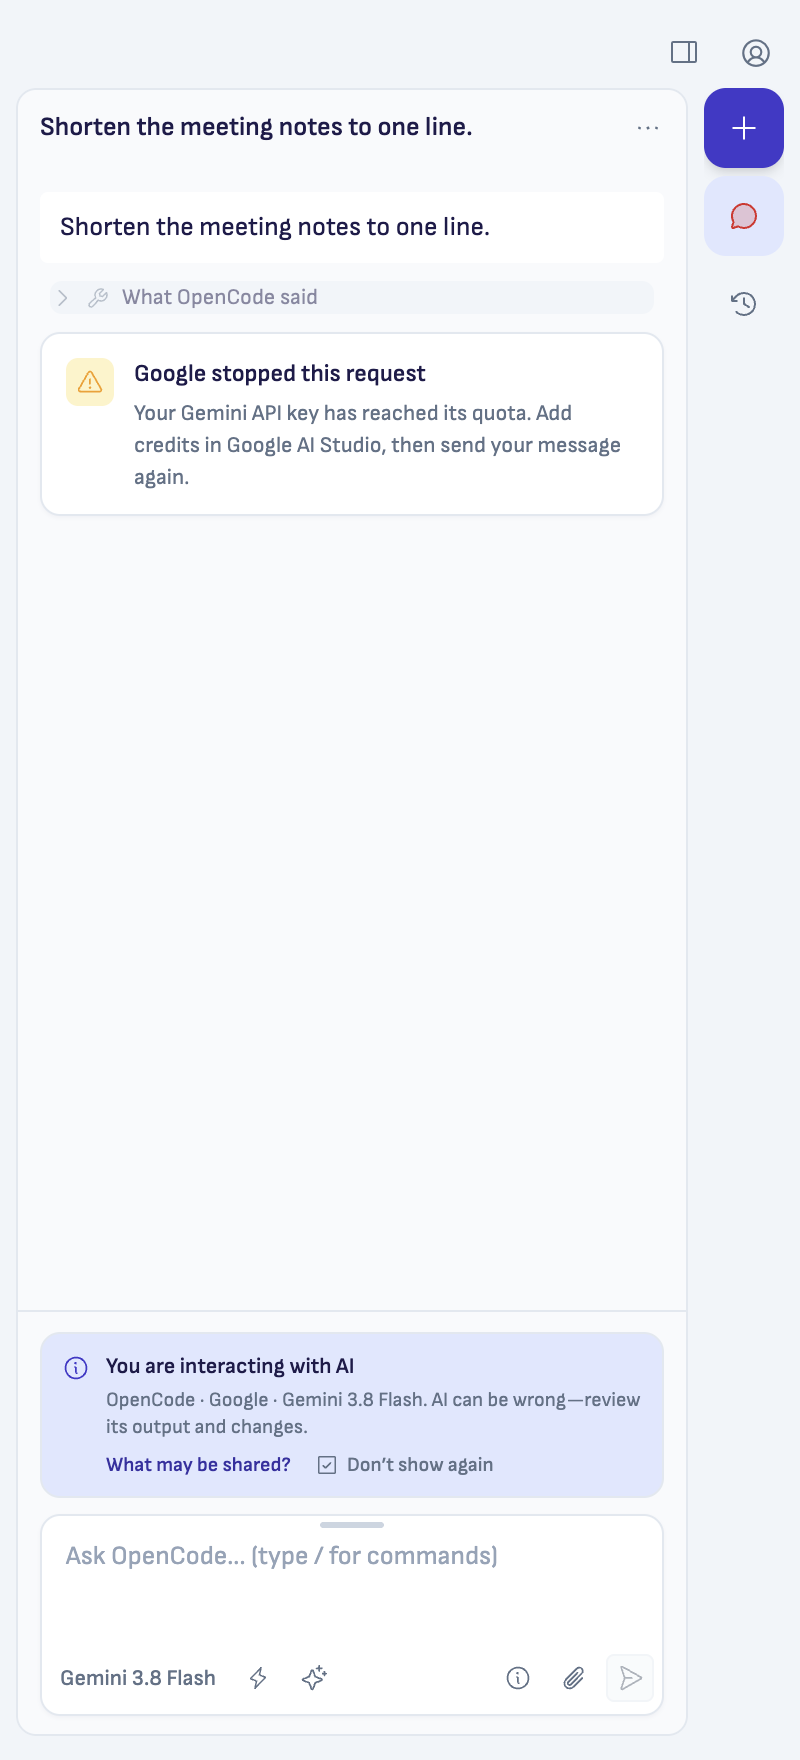 Shorten the meeting notes to one line.
Shorten the meeting notes to one line.
What OpenCode said
Google stopped this request
Your Gemini API key has reached its quota. Add
credits in Google AI Studio, then send your message
again.
You are interacting with AI
OpenCode · Google · Gemini 3.8 Flash. AI can be wrong—review
its output and changes.
What may be shared? Don’t show again
Ask OpenCode... (type / for commands)
Gemini 3.8 Flash